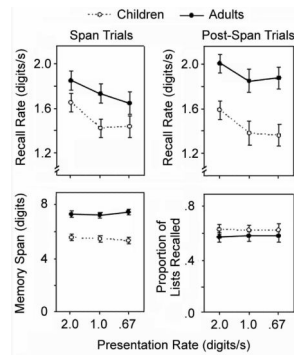 Children
Adults
Span Trials
Post-Span Trials
Recall Rate (digits/s)
2.0
1.6
1.2
Recall Rate (digits/s)
2.0
1.6
1.2
Memory Span (digits)
8
4
0
Proportion of
Lists Recalled
.8
.4
.0
2.0 1.0 .67
2.0 1.0 .67
Presentation Rate (digits/s)